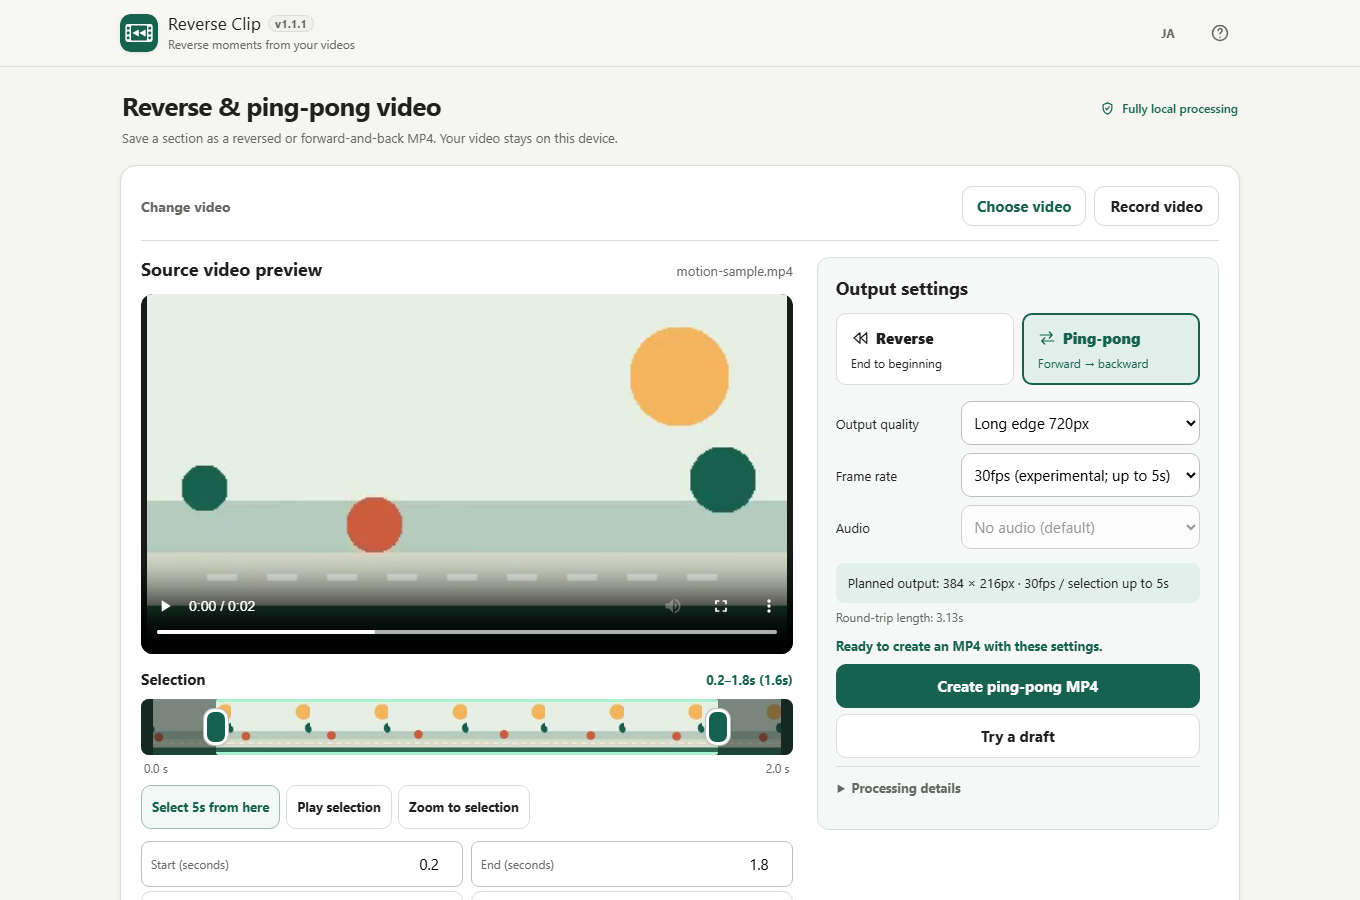 Reverse Clip v1.1.1
Reverse moments from your videos
JA
Reverse & ping-pong video
Fully local processing
Save a section as a reversed or forward-and-back MP4. Your video stays on this device.
Change video
Choose video
Record video
Source video preview
motion-sample.mp4
0:00 / 0:02
Selection
0.2–1.8s (1.6s)
0.0 s
2.0 s
Select 5s from here
Play selection
Zoom to selection
Start (seconds)
0.2
End (seconds)
1.8
Output settings
Reverse
End to beginning
Ping-pong
Forward → backward
Output quality
Long edge 720px
Frame rate
30fps (experimental; up to 5s)
Audio
No audio (default)
Planned output: 384 × 216px · 30fps / selection up to 5s
Round-trip length: 3.13s
Ready to create an MP4 with these settings.
Create ping-pong MP4
Try a draft
Processing details